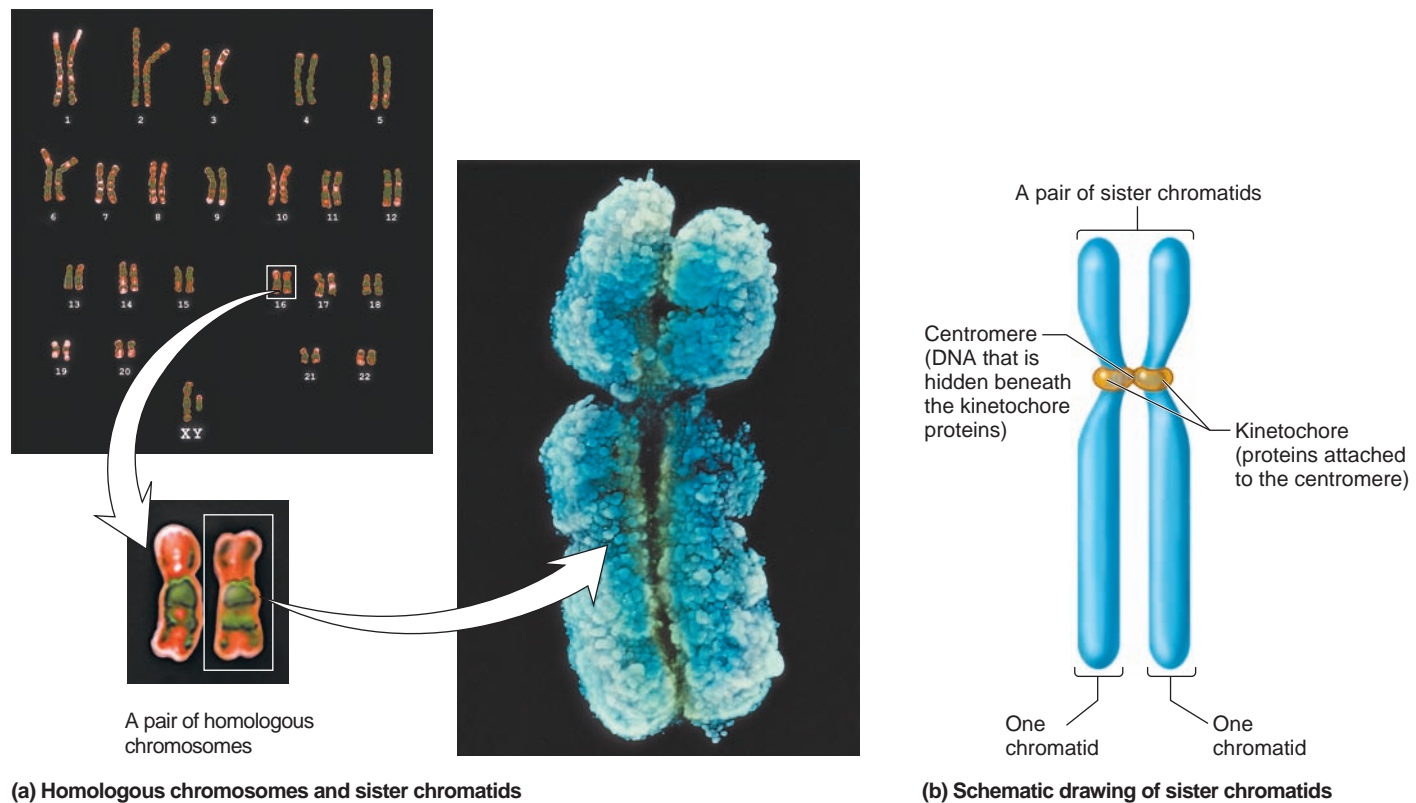 1
2
3
4
5
6
7
8
9
10
11
12
13
14
15
16
17
18
19
20
21
22
XY
A pair of homologous
chromosomes
(a) Homologous chromosomes and sister chromatids
A pair of sister chromatids
Centromere
(DNA that is
hidden beneath
the kinetochore
proteins)
Kinetochore
(proteins attached
to the centromere)
One
chromatid
One
chromatid
(b) Schematic drawing of sister chromatids